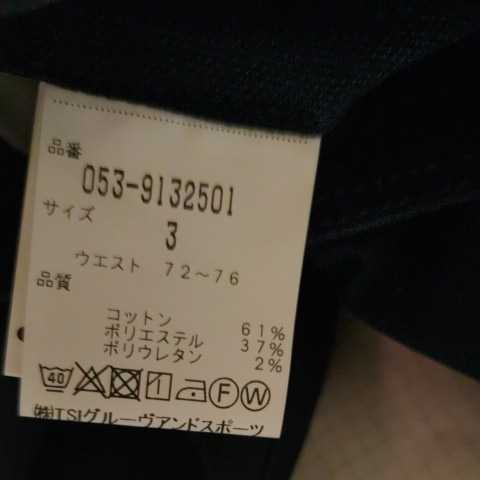 品番
053-9132501
サイズ
3
ウエスト 72〜76
品質
コットン 61%
ポリエステル 37%
ポリウレタン 2%
40 F W
㈱TSIグルーヴアンドスポーツ